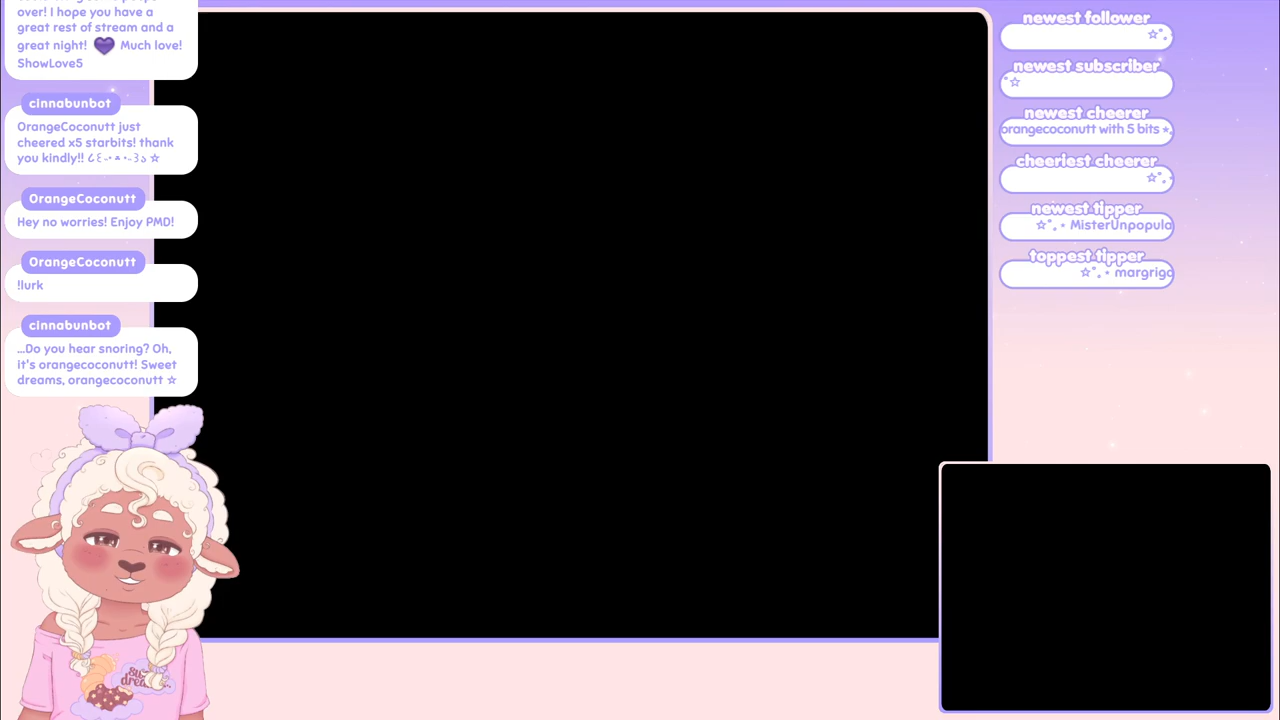 over! I hope you have a
great rest of stream and a
great night! 💜 Much love!
ShowLove5
cinnabunbot
OrangeCoconutt just
cheered x5 starbits! thank
you kindly!! ૮꒰ ˶• ༝ •˶꒱ა ☆
OrangeCoconutt
Hey no worries! Enjoy PMD!
OrangeCoconutt
!lurk
cinnabunbot
...Do you hear snoring? Oh,
it's orangecoconutt! Sweet
dreams, orangecoconutt ☆
newest follower
newest subscriber
newest cheerer
orangecoconutt with 5 bits
cheeriest cheerer
newest tipper
MisterUnpopula
toppest tipper
margrigo